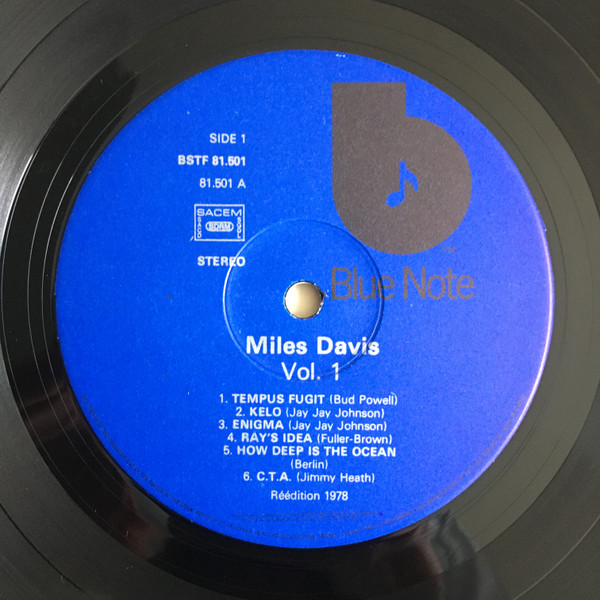 SIDE 1
BSTF 81.501
81.501 A
SACEM
SDRM
STEREO
Blue Note
Miles Davis
Vol. 1
1. TEMPUS FUGIT (Bud Powell)
2. KELO (Jay Jay Johnson)
3. ENIGMA (Jay Jay Johnson)
4. RAY'S IDEA (Fuller-Brown)
5. HOW DEEP IS THE OCEAN
(Berlin)
6. C.T.A. (Jimmy Heath)
Réédition 1978